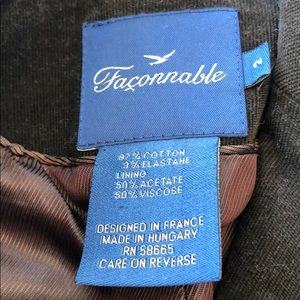 Façonnable
2
97% COTTON
3% ELASTANE
LINING
50% ACETATE
50% VISCOSE
DESIGNED IN FRANCE
MADE IN HUNGARY
RN 58665
CARE ON REVERSE